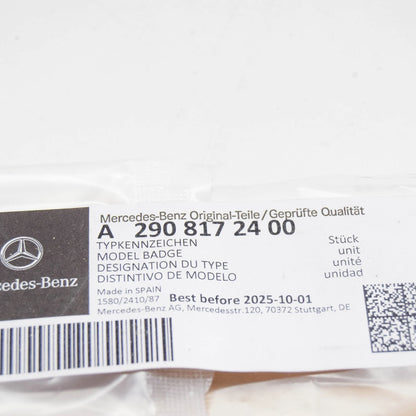 Mercedes-Benz Original-Teile/Geprüfte Qualität
A 290 817 24 00
TYPKENNZEICHEN Stück
MODEL BADGE unit
DESIGNATION DU TYPE unité
DISTINTIVO DE MODELO unidad
Made in SPAIN
1580/2410/87 Best before 2025-10-01
Mercedes-Benz AG, Mercedesstr.120, 70372 Stuttgart, DE
cedes-Benz